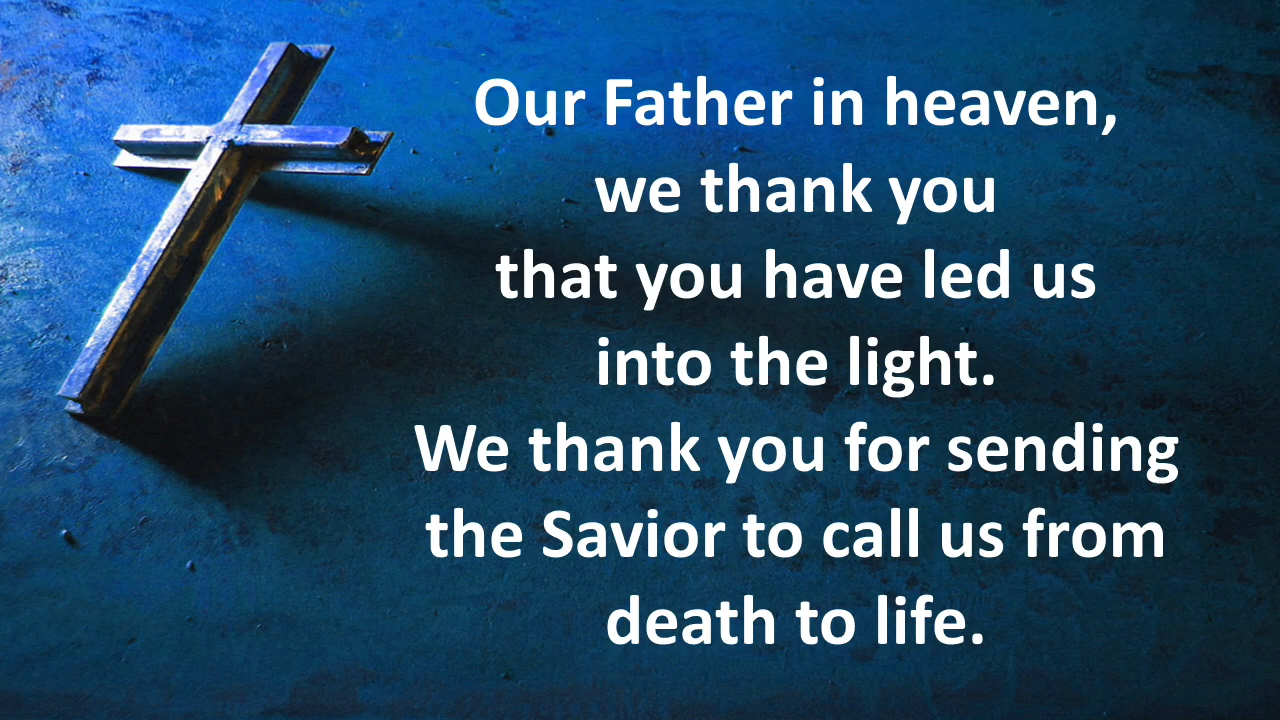 Our Father in heaven,
we thank you
that you have led us
into the light.
We thank you for sending
the Savior to call us from
death to life.